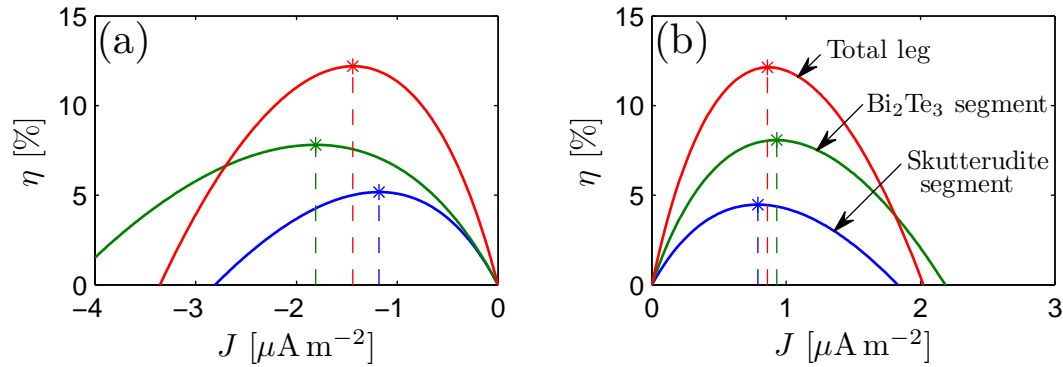 (a)
15
10
5
0
η [%]
−4 −3 −2 −1 0
J [μA m⁻²]
(b)
15
10
5
0
η [%]
0 1 2 3
J [μA m⁻²]
Total leg
Bi₂Te₃ segment
Skutterudite
segment